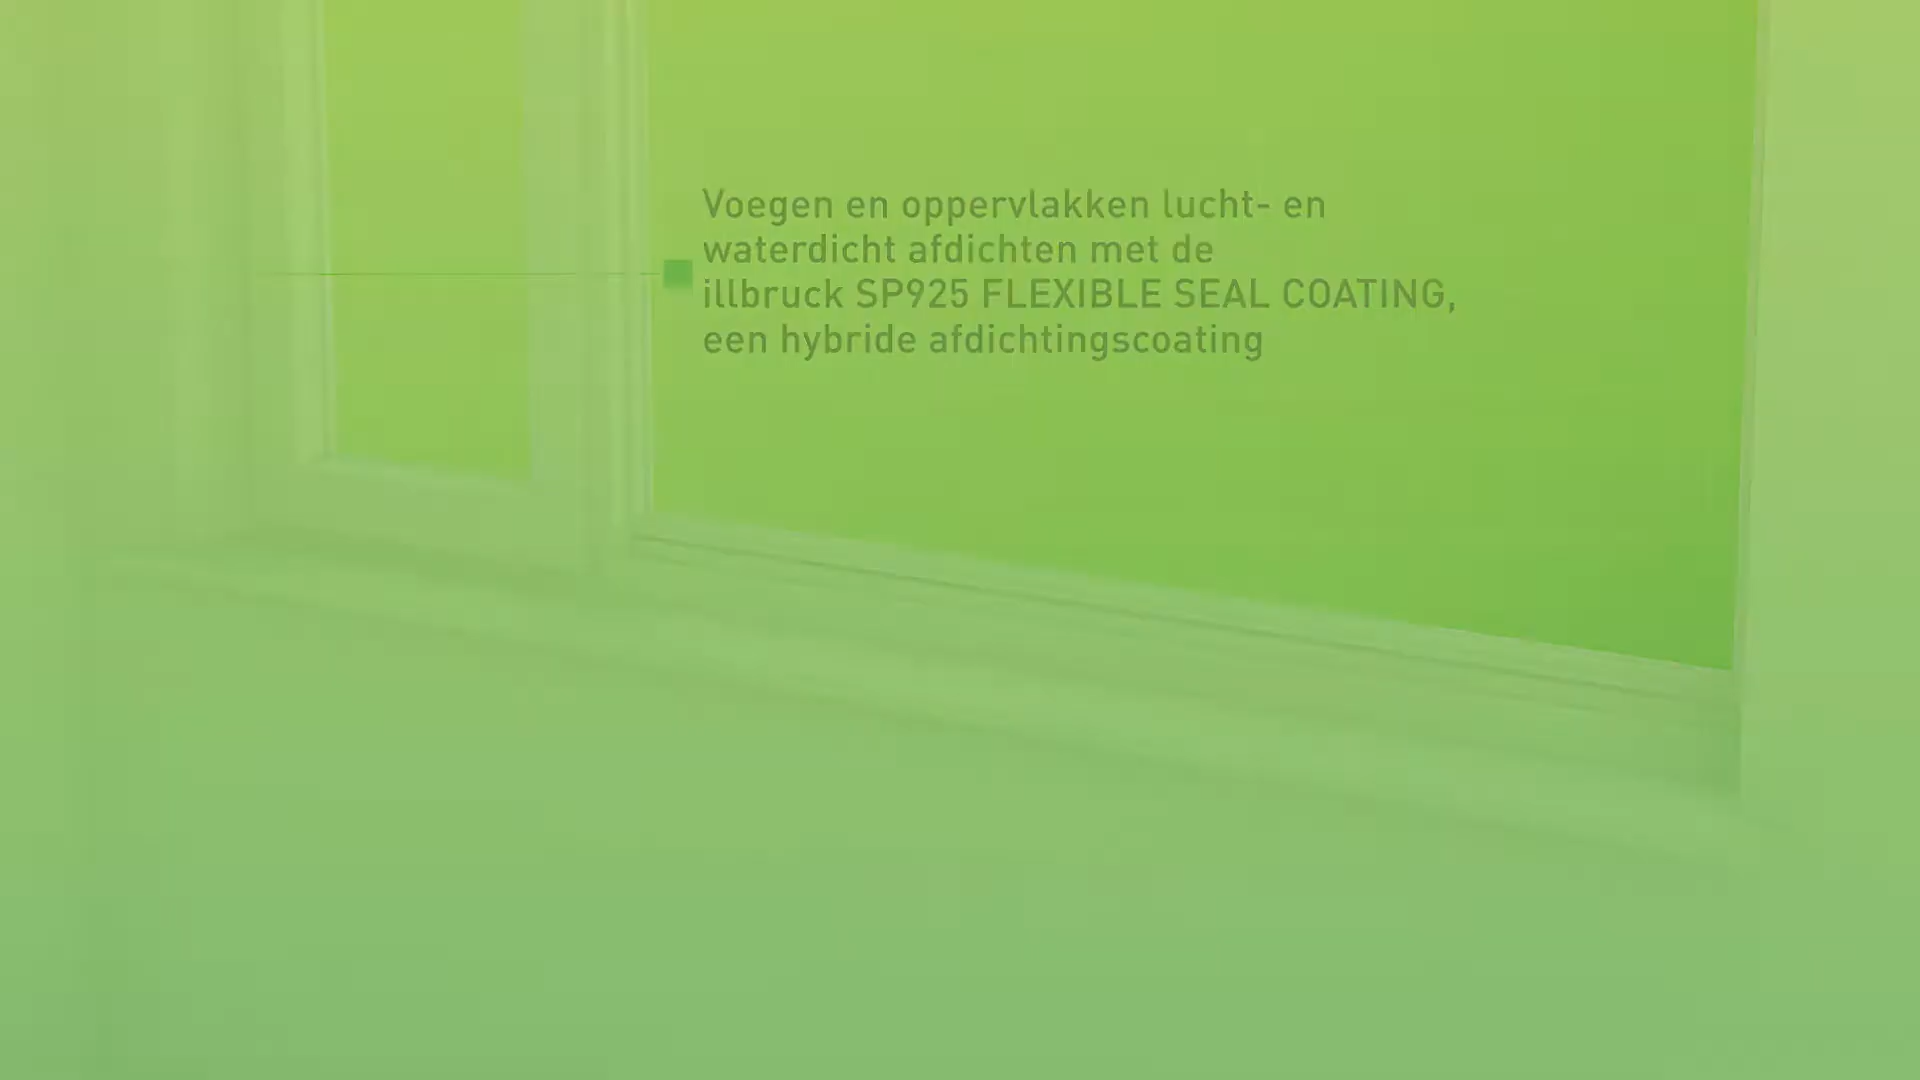 Voegen en oppervlakken lucht- en
waterdicht afdichten met de
illbruck SP925 FLEXIBLE SEAL COATING,
een hybride afdichtingscoating